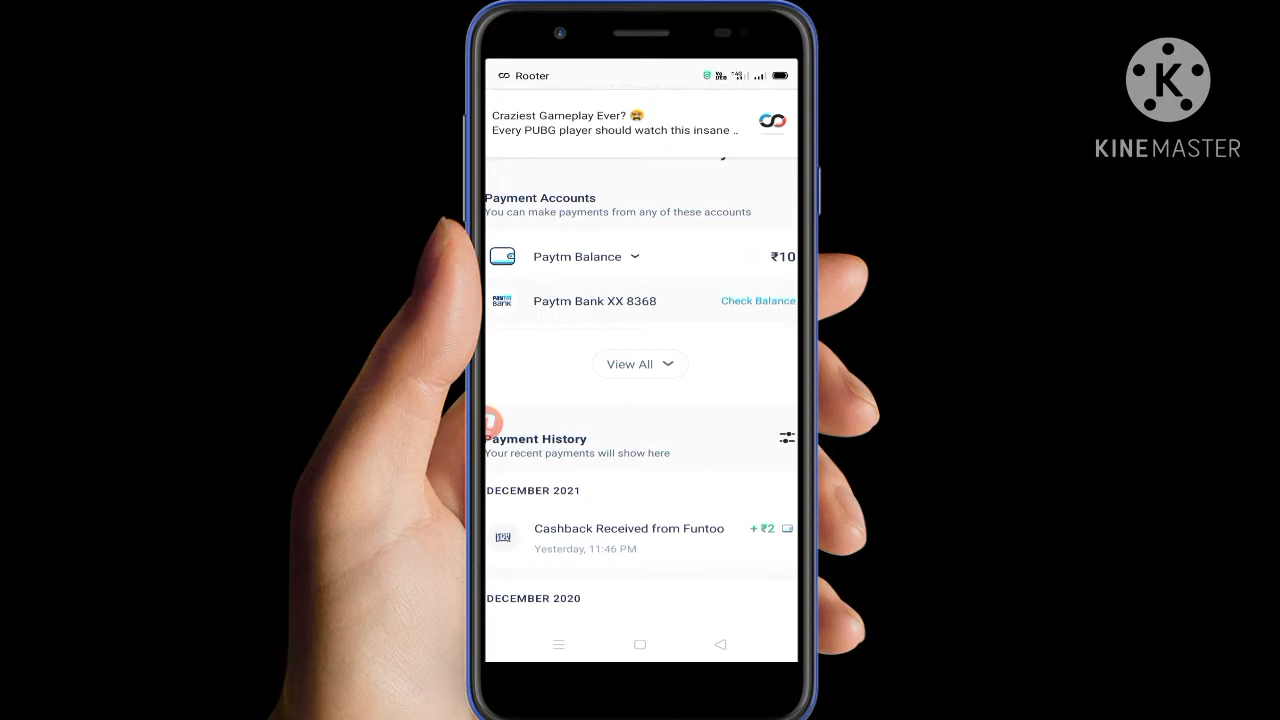 Rooter
Craziest Gameplay Ever? 😫
Every PUBG player should watch this insane ..
Payment Accounts
You can make payments from any of these accounts
Paytm Balance ₹10
Paytm Bank XX 8368 Check Balance
View All
Payment History
Your recent payments will show here
DECEMBER 2021
Cashback Received from Funtoo + ₹2
Yesterday, 11:46 PM
DECEMBER 2020
K
KINEMASTER